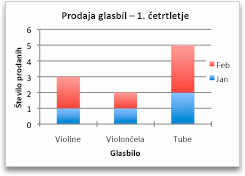 Prodaja glasbil – 1. četrtletje
Število prodanih
6
5
4
3
2
1
0
Feb
Jan
Violine
Violončela
Tube
Glasbilo